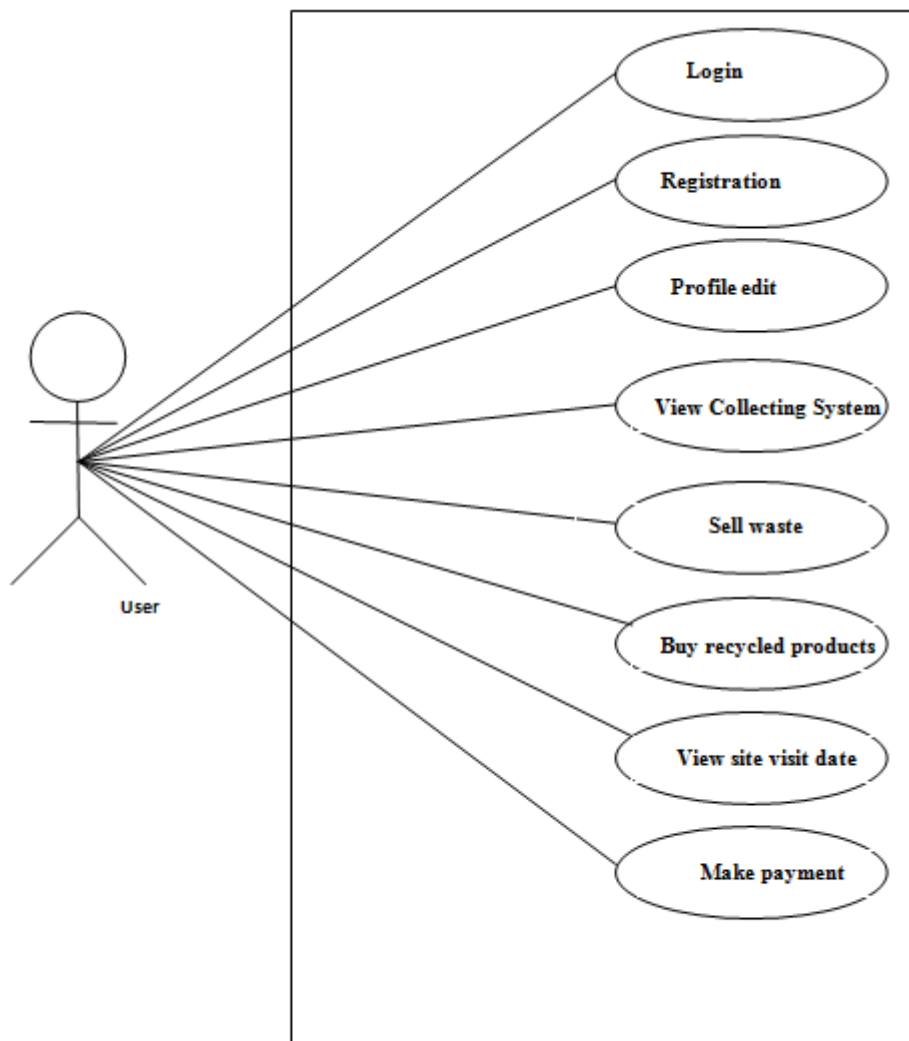 Login
Registration
Profile edit
View Collecting System
Sell waste
User
Buy recycled products
View site visit date
Make payment